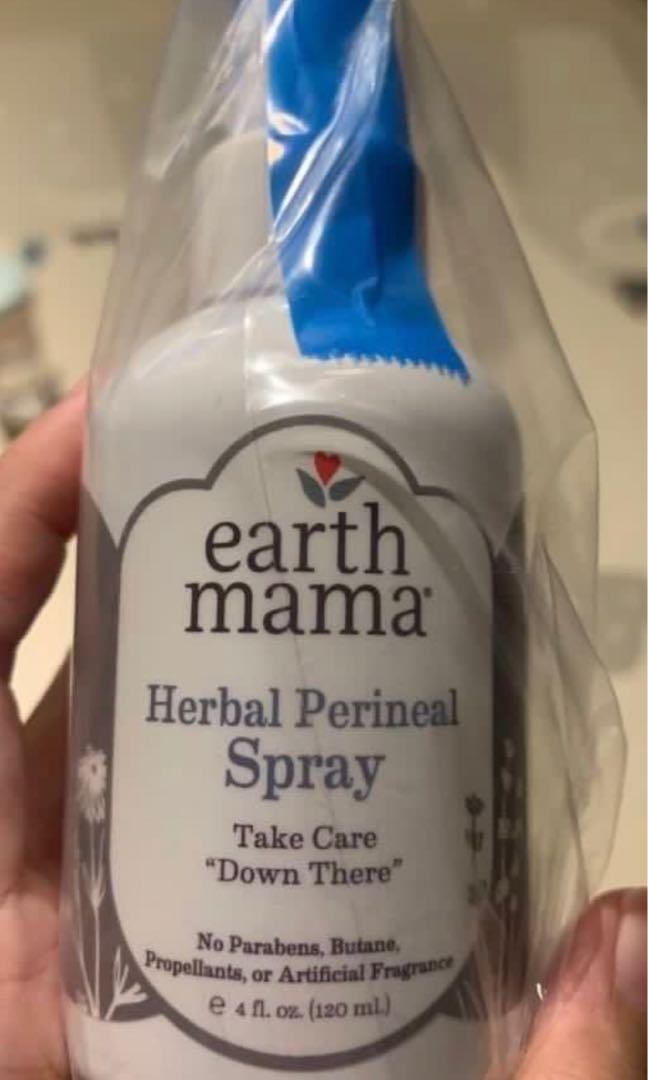 earth
mama®
Herbal Perineal
Spray
Take Care
“Down There”
No Parabens, Butane,
Propellants, or Artificial Fragrance
e 4 fl. oz. (120 ml.)